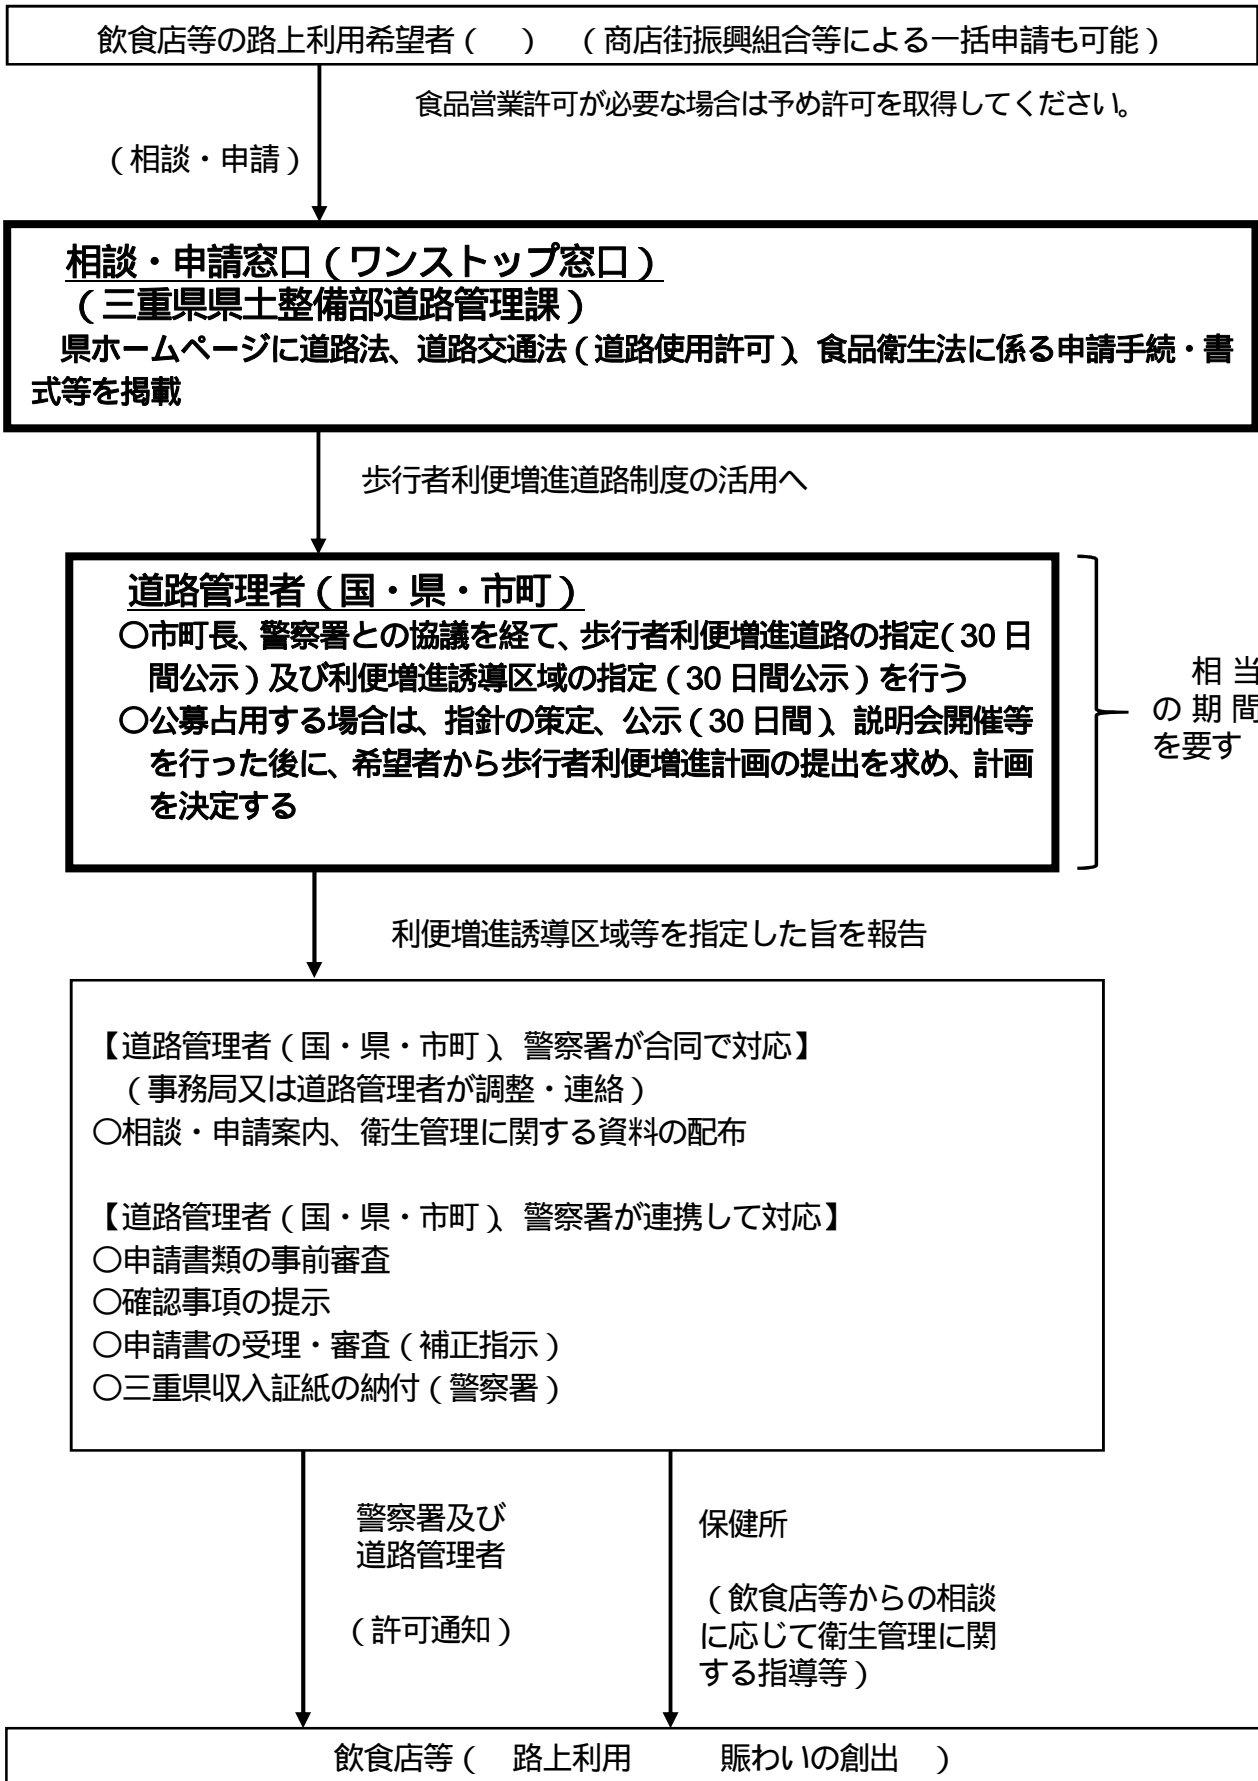 飲食店等の路上利用希望者（　）　（商店街振興組合等による一括申請も可能）
食品営業許可が必要な場合は予め許可を取得してください。
（相談・申請）
相談・申請窓口（ワンストップ窓口）
（三重県県土整備部道路管理課）
県ホームページに道路法、道路交通法（道路使用許可）、食品衛生法に係る申請手続・書
式等を掲載
歩行者利便増進道路制度の活用へ
道路管理者（国・県・市町）
○市町長、警察署との協議を経て、歩行者利便増進道路の指定（30 日
間公示）及び利便増進誘導区域の指定（30 日間公示）を行う
○公募占用する場合は、指針の策定、公示（30 日間）、説明会開催等
を行った後に、希望者から歩行者利便増進計画の提出を求め、計画
を決定する
相 当
の 期 間
を要す
利便増進誘導区域等を指定した旨を報告
【道路管理者（国・県・市町）、警察署が合同で対応】
（事務局又は道路管理者が調整・連絡）
○相談・申請案内、衛生管理に関する資料の配布
【道路管理者（国・県・市町）、警察署が連携して対応】
○申請書類の事前審査
○確認事項の提示
○申請書の受理・審査（補正指示）
○三重県収入証紙の納付（警察署）
警察署及び
道路管理者
（許可通知）
保健所
（飲食店等からの相談
に応じて衛生管理に関
する指導等）
飲食店等（　路上利用　　　賑わいの創出　）